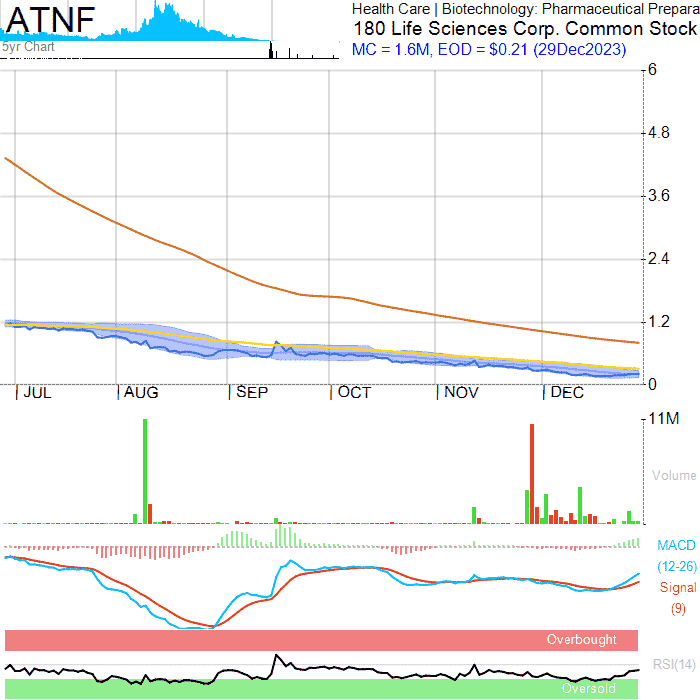 ATNF
5yr Chart
Health Care | Biotechnology: Pharmaceutical Prepara
180 Life Sciences Corp. Common Stock
MC = 1.6M, EOD = $0.21 (29Dec2023)
6
4.8
3.6
2.4
1.2
0
|JUL |AUG |SEP |OCT |NOV |DEC
11M
Volume
MACD
(12-26)
Signal
(9)
Overbought
RSI(14)
Oversold